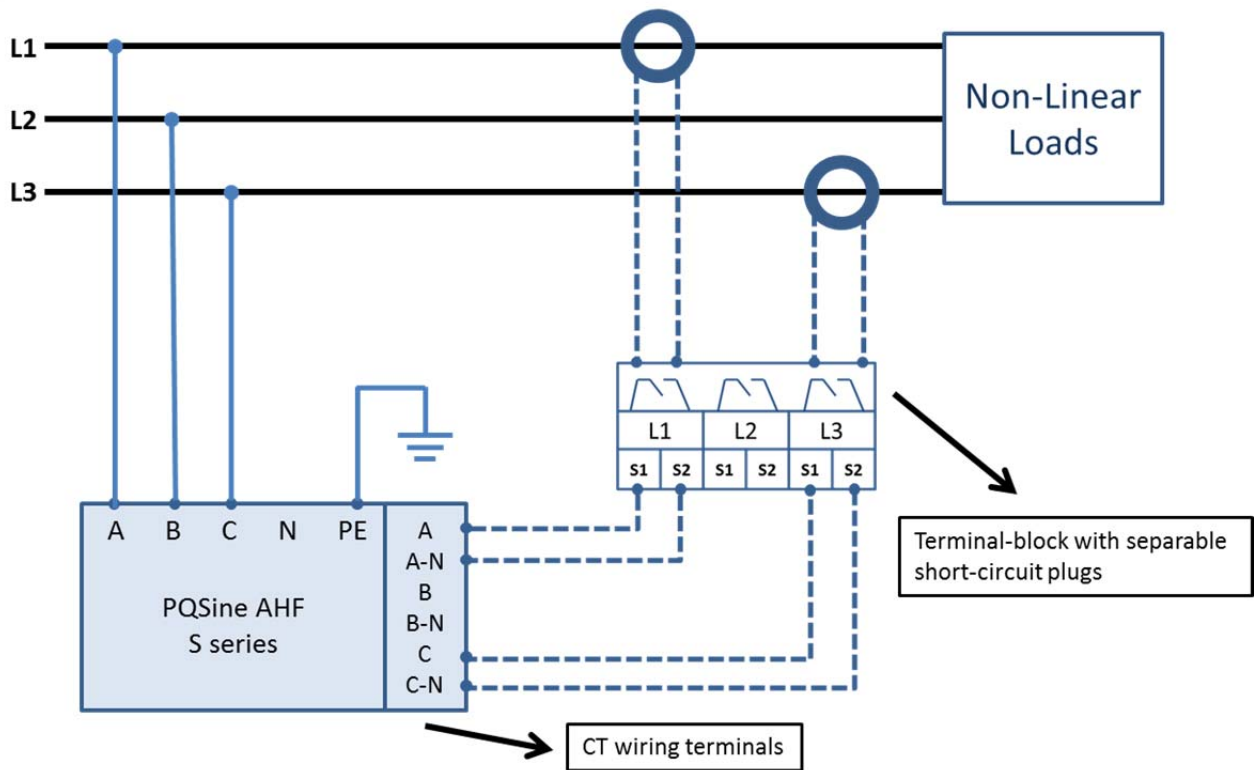 L1
Non-Linear
Loads
L2
L3
L1 L2 L3
S1 S2 S1 S2 S1 S2
A B C N PE
PQSine AHF
S series
A
A-N
B
B-N
C
C-N
Terminal-block with separable
short-circuit plugs
CT wiring terminals